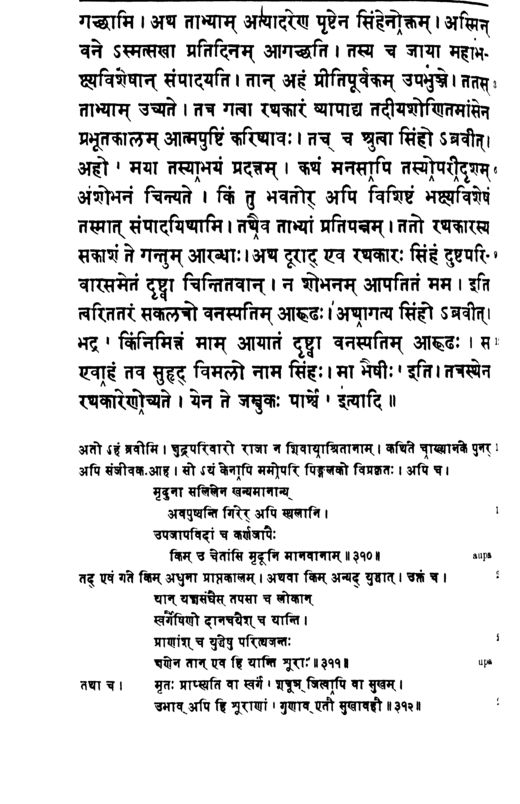 गच्छामि। अथ ताभ्याम् अत्यादरेण पृष्टेन सिंहेनोक्तम्। अस्मिन्
वने ऽस्मत्सखा प्रतिदिनम् आगच्छति। तस्य च जाया महाभ-
क्ष्यविशेषान् संपादयति। तान् अहं प्रीतिपूर्वकम् उपभुञ्जे। ततस्
ताभ्याम् उच्यते। तत्र गत्वा रथकारं व्यापाद्य तदीयशोणितमांसेन
प्रभूतकालम् आत्मपुष्टिं करिष्यावः। तच् च श्रुत्वा सिंहो ऽब्रवीत्।
अहो ' मया तस्याभयं प्रदत्तम्। कथं मनसापि तस्योपरीदृशम्
अशोभनं चिन्त्यते। किं तु भवतोर् अपि विशिष्टं भक्ष्यविशेषं
तस्मात् संपादयिष्यामि। तथैव ताभ्यां प्रतिपन्नम्। ततो रथकारस्य
सकाशं ते गन्तुम् आरब्धाः। अथ दूराद् एव रथकारः सिंहं दुष्टपरि-
वारसमेतं दृष्ट्वा चिन्तितवान्। न शोभनम् आपतितं मम। इति
त्वरिततरं सकलत्रो वनस्पतिम् आरूढः। अथागत्य सिंहो ऽब्रवीत्।
भद्र ' किंनिमित्तं माम् आयातं दृष्ट्वा वनस्पतिम् आरूढः। स
एवाहं तव सुहृद् विमलो नाम सिंहः। मा भैषीः ' इति। तत्रस्थेन
रथकारेणोच्यते। येन ते जम्बुकः पार्श्वे ' इत्यादि॥
अतो ऽहं ब्रवीमि। क्षुद्रपरिवारो राजा न शिवायाश्रितानाम्। कथिते चाख्यानके पुनर्
अपि संजीवक आह। सो ऽयं केनापि ममोपरि पिङ्गलको विप्रकृतः। अपि च।
मृदुना सलिलेन खन्यमानान्य्
अवपुष्यन्ति गिरेर् अपि स्थलानि।
उपजापविदां च कर्णजापैः
किम् उ चेतांसि मृदूनि मानवानाम्॥३१०॥ aupa
तद् एवं गते किम् अधुना प्राप्तकालम्। अथवा किम् अन्यद् युद्धात्। उक्तं च।
यान् यज्ञसंघैस् तपसा च लोकान्
स्वर्गैषिणो दानचयैश् च यान्ति।
प्राणांश् च युद्धेषु परित्यजन्तः
क्षणेन तान् एव हि यान्ति शूराः॥३११॥ upa
तथा च। मृतः प्राप्स्यति वा स्वर्गं ' शत्रून् जित्वापि वा सुखम्।
उभाव् अपि हि शूराणां ' गुणाव् एतौ सुखावहौ॥३१२॥